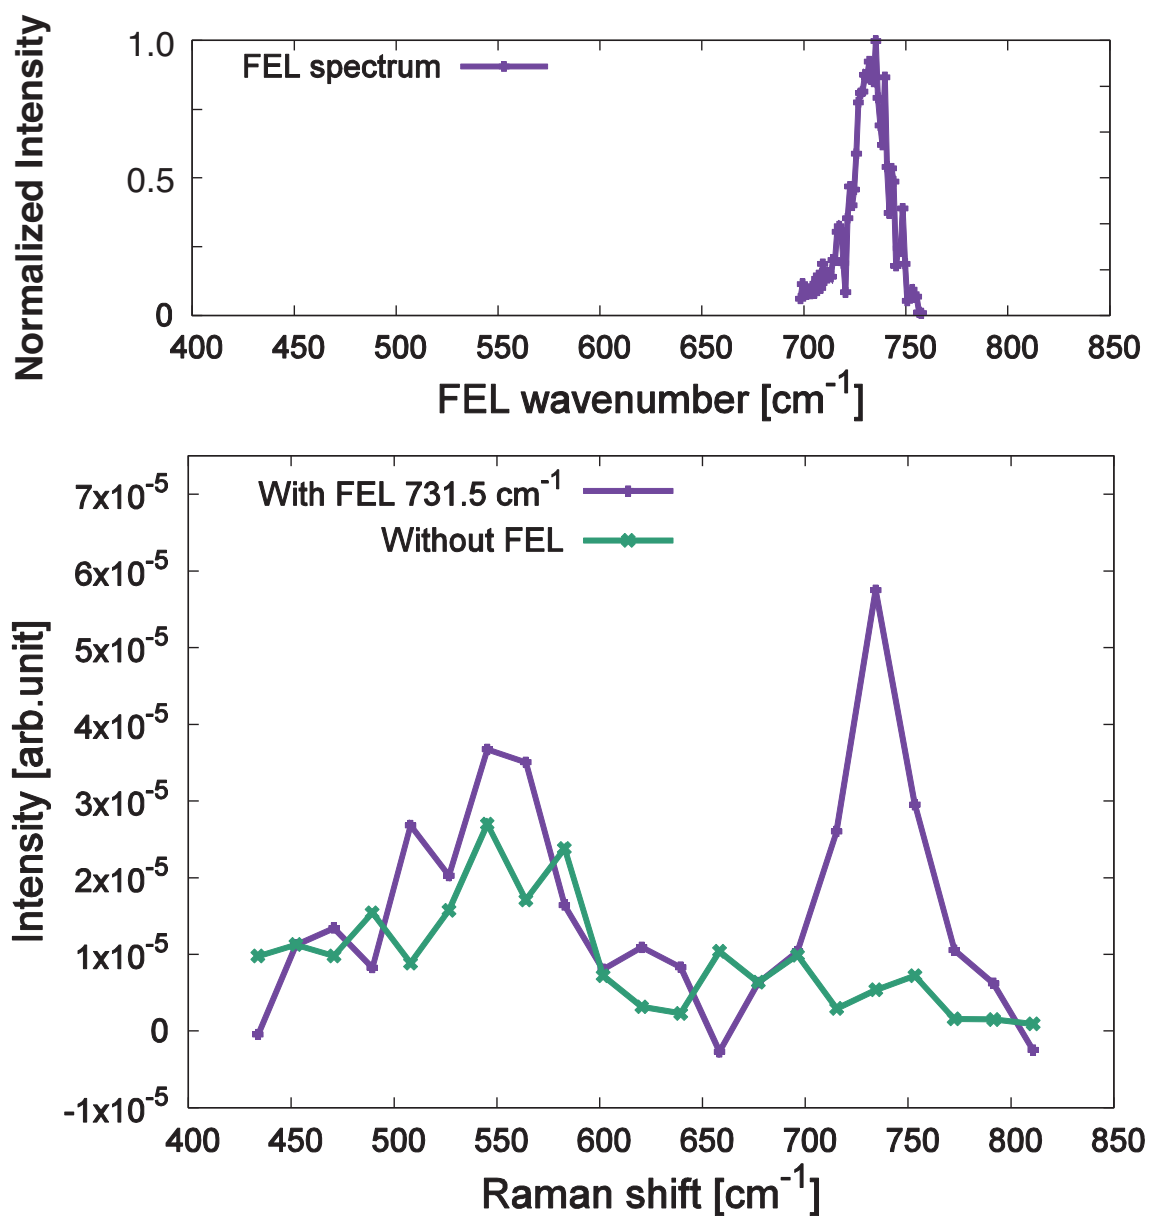 Normalized Intensity
1.0
0.5
0
FEL spectrum
400 450 500 550 600 650 700 750 800 850
FEL wavenumber [cm⁻¹]
Intensity [arb.unit]
7x10⁻⁵
6x10⁻⁵
5x10⁻⁵
4x10⁻⁵
3x10⁻⁵
2x10⁻⁵
1x10⁻⁵
0
-1x10⁻⁵
With FEL 731.5 cm⁻¹
Without FEL
400 450 500 550 600 650 700 750 800 850
Raman shift [cm⁻¹]